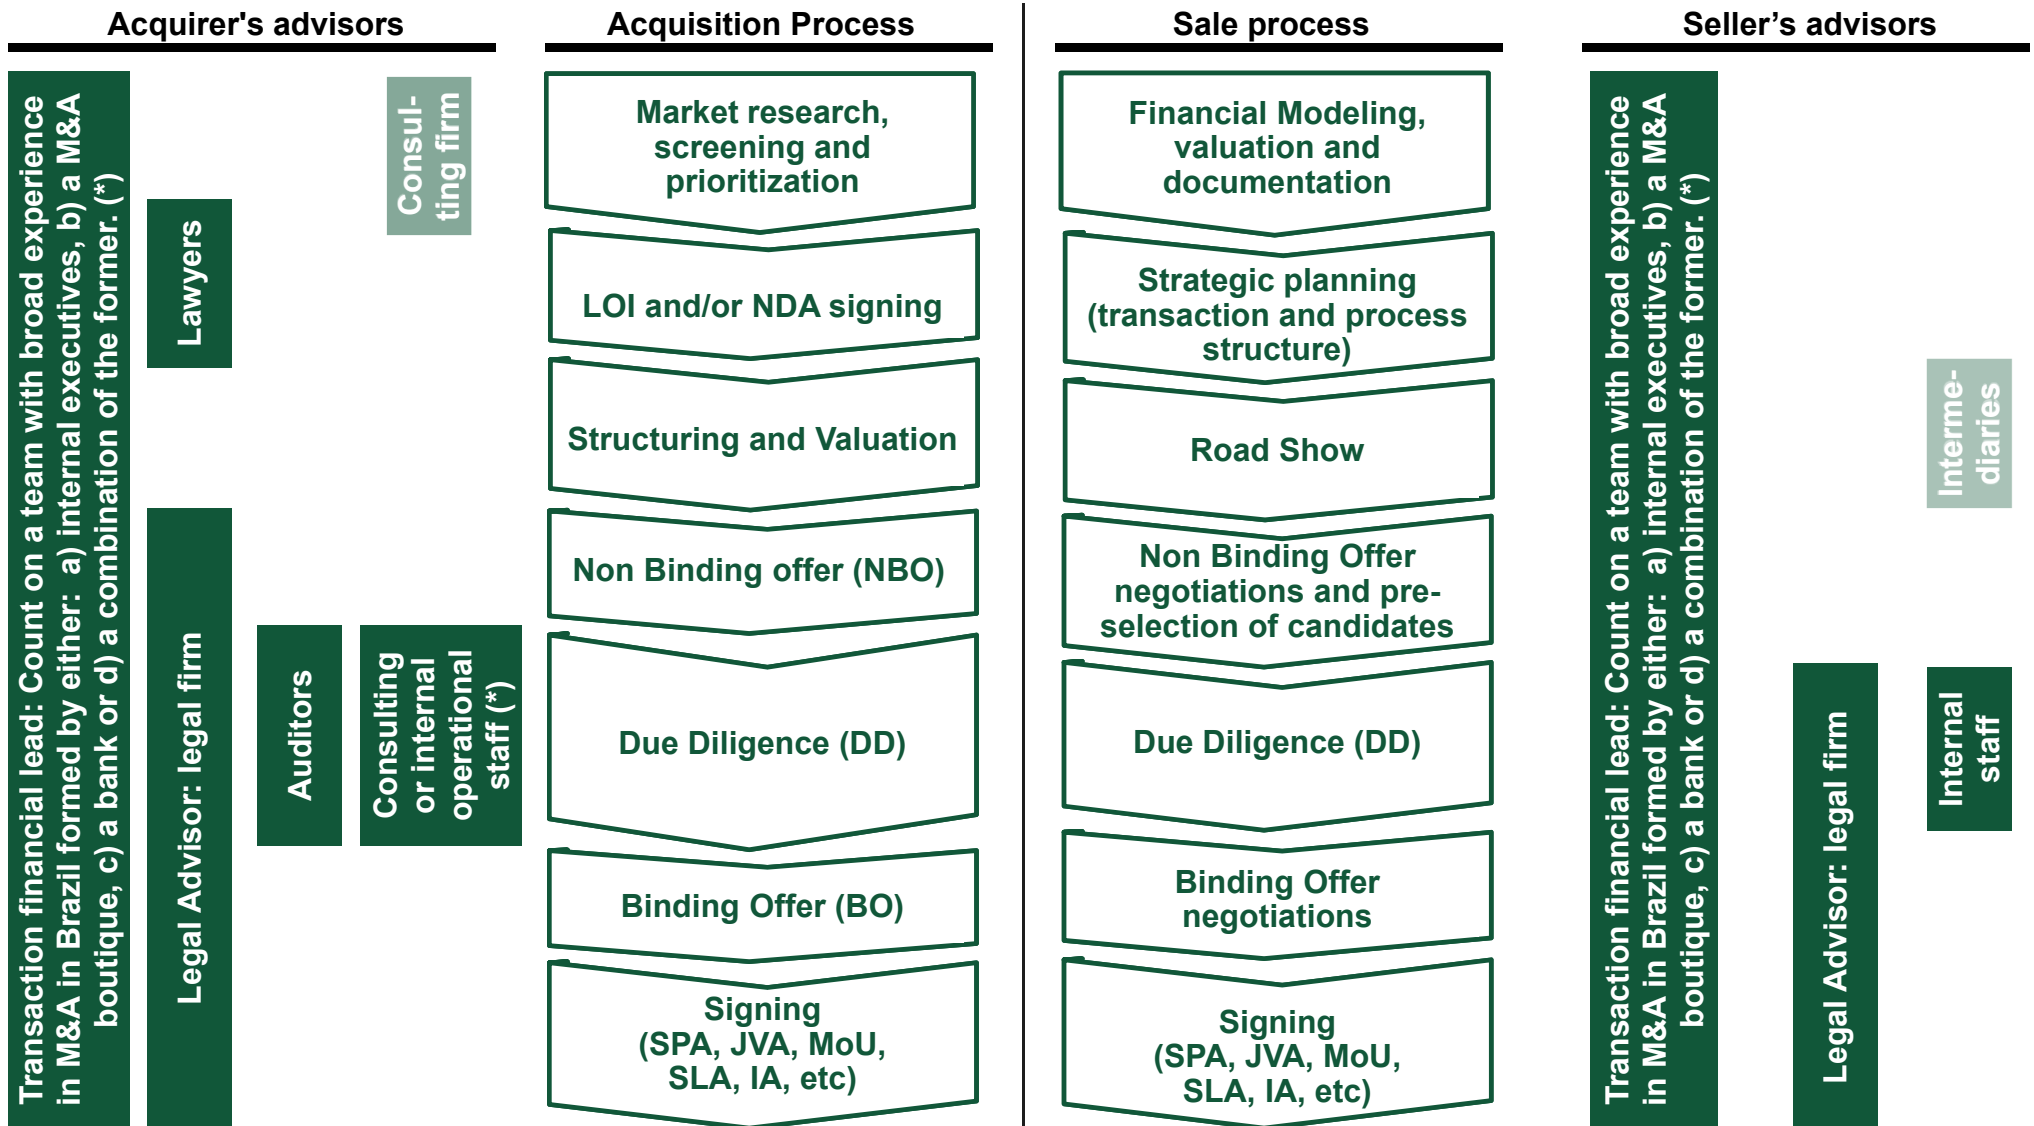 Acquirer's advisors
Acquisition Process
Sale process
Seller’s advisors
Transaction financial lead: Count on a team with broad experience
in M&A in Brazil formed by either:  a) internal executives, b) a M&A
boutique, c) a bank or d) a combination of the former. (*)
Lawyers
Legal Advisor: legal firm
Auditors
Consul-
ting firm
Consulting
or internal
operational
staff (*)
Market research,
screening and
prioritization
LOI and/or NDA signing
Structuring and Valuation
Non Binding offer (NBO)
Due Diligence (DD)
Binding Offer (BO)
Signing
(SPA, JVA, MoU,
SLA, IA, etc)
Financial Modeling,
valuation and
documentation
Strategic planning
(transaction and process
structure)
Road Show
Non Binding Offer
negotiations and pre-
selection of candidates
Due Diligence (DD)
Binding Offer
negotiations
Signing
(SPA, JVA, MoU,
SLA, IA, etc)
Transaction financial lead: Count on a team with broad experience
in M&A in Brazil formed by either:  a) internal executives, b) a M&A
boutique, c) a bank or d) a combination of the former. (*)
Legal Advisor: legal firm
Interme-
diaries
Internal
staff